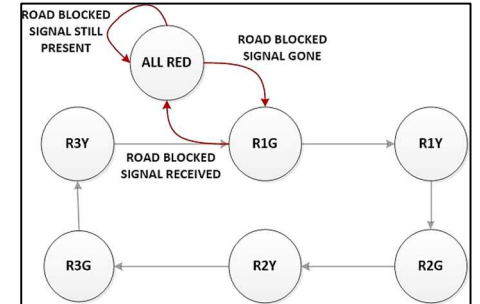 ROAD BLOCKED
SIGNAL STILL
PRESENT
ROAD BLOCKED
SIGNAL GONE
ALL RED
R3Y
R1G
R1Y
ROAD BLOCKED
SIGNAL RECEIVED
R3G
R2Y
R2G